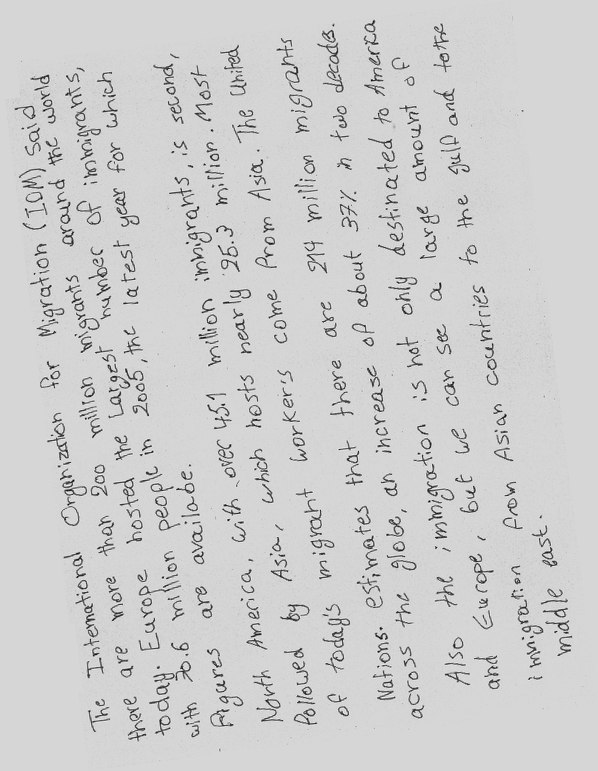 The International Organization for Migration (IOM) said
there are more than 200 million migrants around the world
today. Europe hosted the Largest number of immigrants,
with 70.6 million people in 2005, the latest year for which
figures are availabe.
North America, with over 45.1 million immigrants, is second,
followed by Asia, which hosts nearly 25.3 million. Most
of today's migrant workers come from Asia. The United
Nations. estimates that there are 214 million migrants
across the globe, an increase of about 37% in two decades.
Also the immigration is not only destinated to America
and Europe, but we can see a large amount of
immigration from Asian countries to the gulf and to the
middle east.